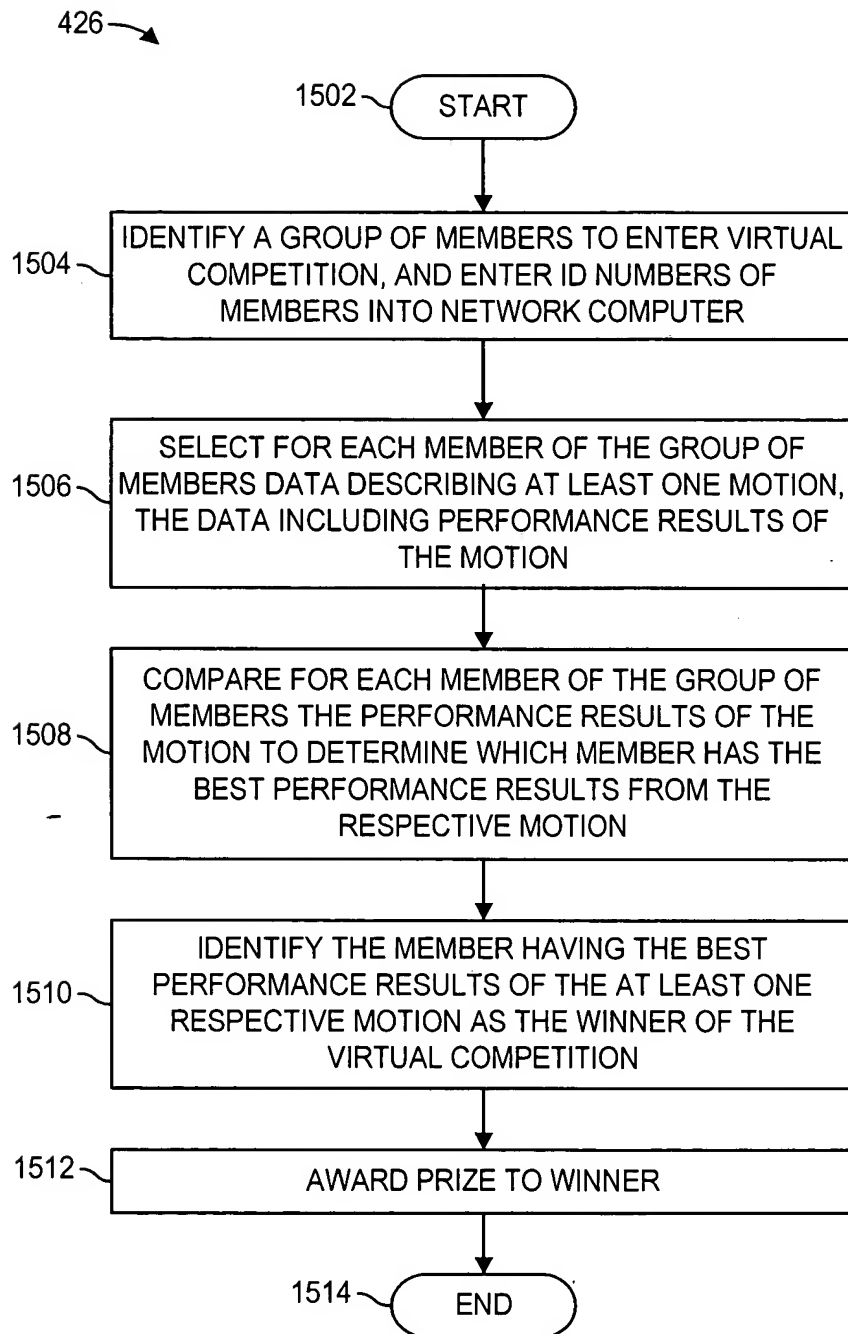 426
1502
START
1504
IDENTIFY A GROUP OF MEMBERS TO ENTER VIRTUAL
COMPETITION, AND ENTER ID NUMBERS OF
MEMBERS INTO NETWORK COMPUTER
1506
SELECT FOR EACH MEMBER OF THE GROUP OF
MEMBERS DATA DESCRIBING AT LEAST ONE MOTION,
THE DATA INCLUDING PERFORMANCE RESULTS OF
THE MOTION
1508
COMPARE FOR EACH MEMBER OF THE GROUP OF
MEMBERS THE PERFORMANCE RESULTS OF THE
MOTION TO DETERMINE WHICH MEMBER HAS THE
BEST PERFORMANCE RESULTS FROM THE
RESPECTIVE MOTION
1510
IDENTIFY THE MEMBER HAVING THE BEST
PERFORMANCE RESULTS OF THE AT LEAST ONE
RESPECTIVE MOTION AS THE WINNER OF THE
VIRTUAL COMPETITION
1512
AWARD PRIZE TO WINNER
1514
END